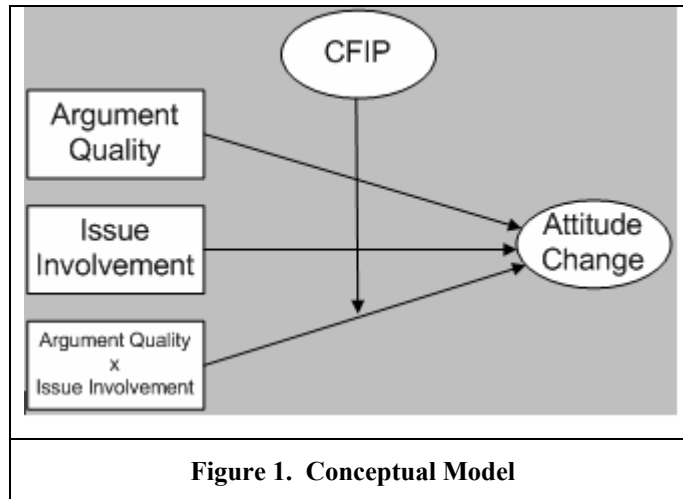 CFIP
Argument
Quality
Issue
Involvement
Argument Quality
x
Issue Involvement
Attitude
Change
Figure 1. Conceptual Model